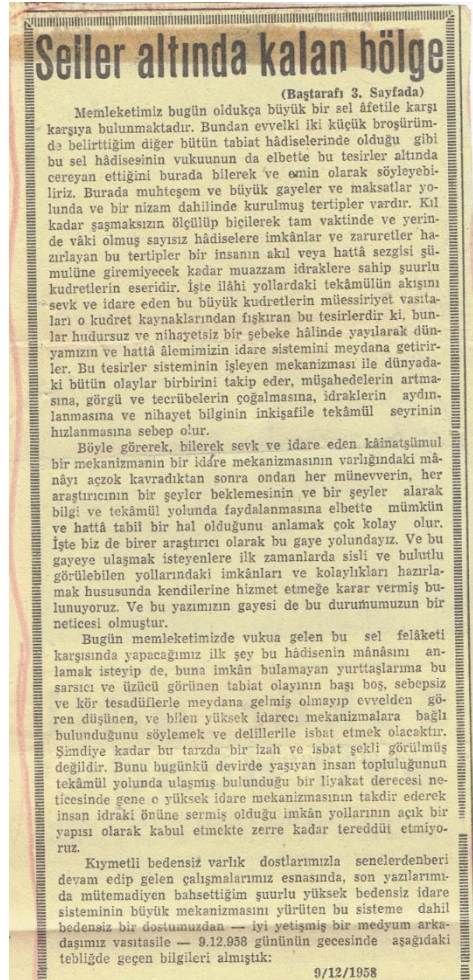 Seller altında kalan bölge
(Baştarafı 3. Sayfada)
Memleketimiz bugün oldukça büyük bir sel âfetile karşı
karşıya bulunmaktadır. Bundan evvelki iki küçük broşürüm-
de belirttiğim diğer bütün tabiat hâdiselerinde olduğu gibi
bu sel hâdisesinin vukuunun da elbette bu tesirler altında
cereyan ettiğini burada bilerek ve emin olarak söyleyebi-
liriz. Burada muhteşem ve büyük gayeler ve maksatlar yo-
lunda ve bir nizam dahilinde kurulmuş tertipler vardır. Kıl
kadar şaşmaksızın ölçülüp biçilerek tam vaktinde ve yerin-
de vâki olmuş sayısız hâdiselere imkânlar ve zaruretler ha-
zırlayan bu tertipler bir insanın akıl veya hattâ sezgisi şü-
mulüne giremiyecek kadar muazzam idraklere sahip şuurlu
kudretlerin eseridir. İşte ilâhi yollardaki tekâmülün akışını
sevk ve idare eden bu büyük kudretlerin müessiriyet vasıta-
ları o kudret kaynaklarından fışkıran bu tesirlerdir ki, bun-
lar hudursuz ve nihayetsiz bir şebeke hâlinde yayılarak dün-
yamızın ve hattâ âlemimizin idare sistemini meydana getirir-
ler. Bu tesirler sisteminin işleyen mekanizması ile dünyada-
ki bütün olaylar birbirini takip eder, müşahedelerin artma-
sına, görgü ve tecrübelerin çoğalmasına, idraklerin aydın-
lanmasına ve nihayet bilginin inkişafile tekâmül seyrinin
hızlanmasına sebep olur.
Böyle görerek, bilerek sevk ve idare eden kâinatşümul
bir mekanizmanın bir idâre mekanizmasının varlığındaki mâ-
nâyı açzok kavradıktan sonra ondan her münevverin, her
araştırıcının bir şeyler beklemesinin ve bir şeyler alarak
bilgi ve tekâmül yolunda faydalanmasına elbette mümkün
ve hattâ tabil bir hal olduğunu anlamak çok kolay olur.
İşte biz de birer araştırıcı olarak bu gaye yolundayız. Ve bu
gayeye ulaşmak isteyenlere ilk zamanlarda sisli ve bulutlu
görülebilen yollarındaki imkânları ve kolaylıkları hazırla-
mak hususunda kendilerine hizmet etmeğe karar vermiş bu-
lunuyoruz. Ve bu yazımızın gayesi de bu durumumuzun bir
neticesi olmuştur.
Bugün memleketimizde vukua gelen bu sel felâketi
karşısında yapacağımız ilk şey bu hâdisenin mânâsını an-
lamak isteyip de, buna imkân bulamayan yurttaşlarıma bu
sarsıcı ve üzücü görünen tabiat olayının başı boş, sebepsiz
ve kör tesadüflerle meydana gelmiş olmayıp evvelden gö-
ren düşünen, ve bilen yüksek idareci mekanizmalara bağlı
bulunduğunu söylemek ve delillerile isbat etmek olacaktır.
Şimdiye kadar bu tarzda bir izah ve isbat şekli görülmüş
değildir. Bunu bugünkü devirde yaşıyan insan topluluğunun
tekâmül yolunda ulaşmış bulunduğu bir liyakat derecesi ne-
ticesinde gene o yüksek idare mekanizmasının takdir ederek
insan idraki önüne sermiş olduğu imkân yollarının açık bir
yapısı olarak kabul etmekte zerre kadar tereddüt etmiyo-
ruz.
Kıymetli bedensiz varlık dostlarımızla senelerdenberi
devam edip gelen çalışmalarımız esnasında, son yazılarımı-
da mütemadiyen bahsettiğim şuurlu yüksek bedensiz idare
sisteminin büyük mekanizmasını yürüten bu sisteme dahil
bedensiz bir dostumuzdan — iyi yetişmiş bir medyum arka-
daşımız vasıtasile — 9.12.958 gününün gecesinde aşağıdaki
tebliğde geçen bilgileri almıştık:
9/12/1958